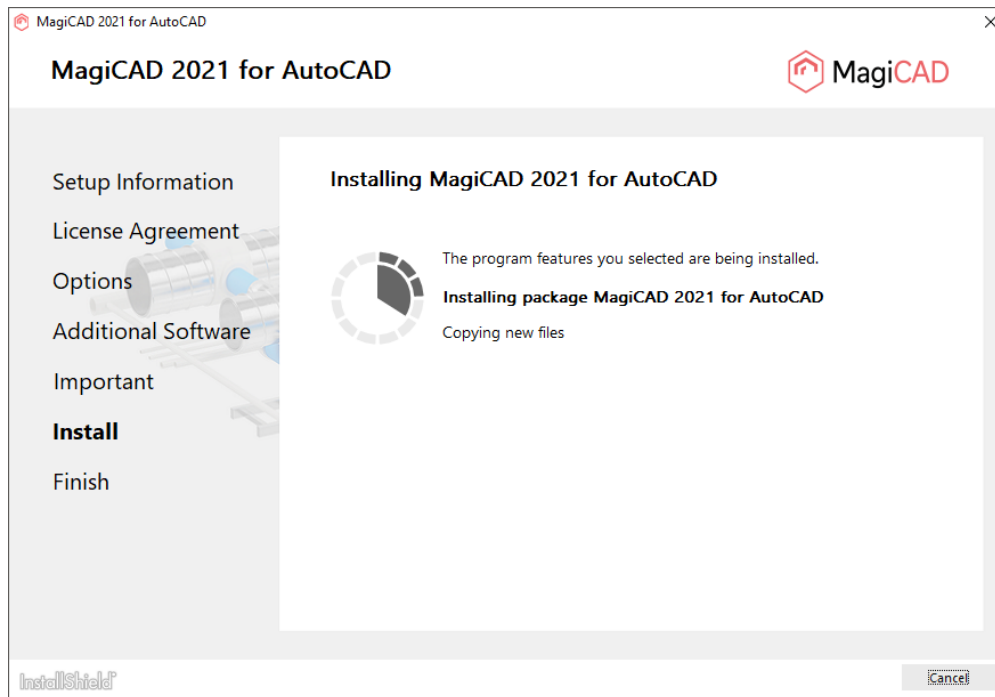 MagiCAD 2021 for AutoCAD
MagiCAD 2021 for AutoCAD
MagiCAD
Setup Information
License Agreement
Options
Additional Software
Important
Install
Finish
Installing MagiCAD 2021 for AutoCAD
The program features you selected are being installed.
Installing package MagiCAD 2021 for AutoCAD
Copying new files
InstallShield
Cancel